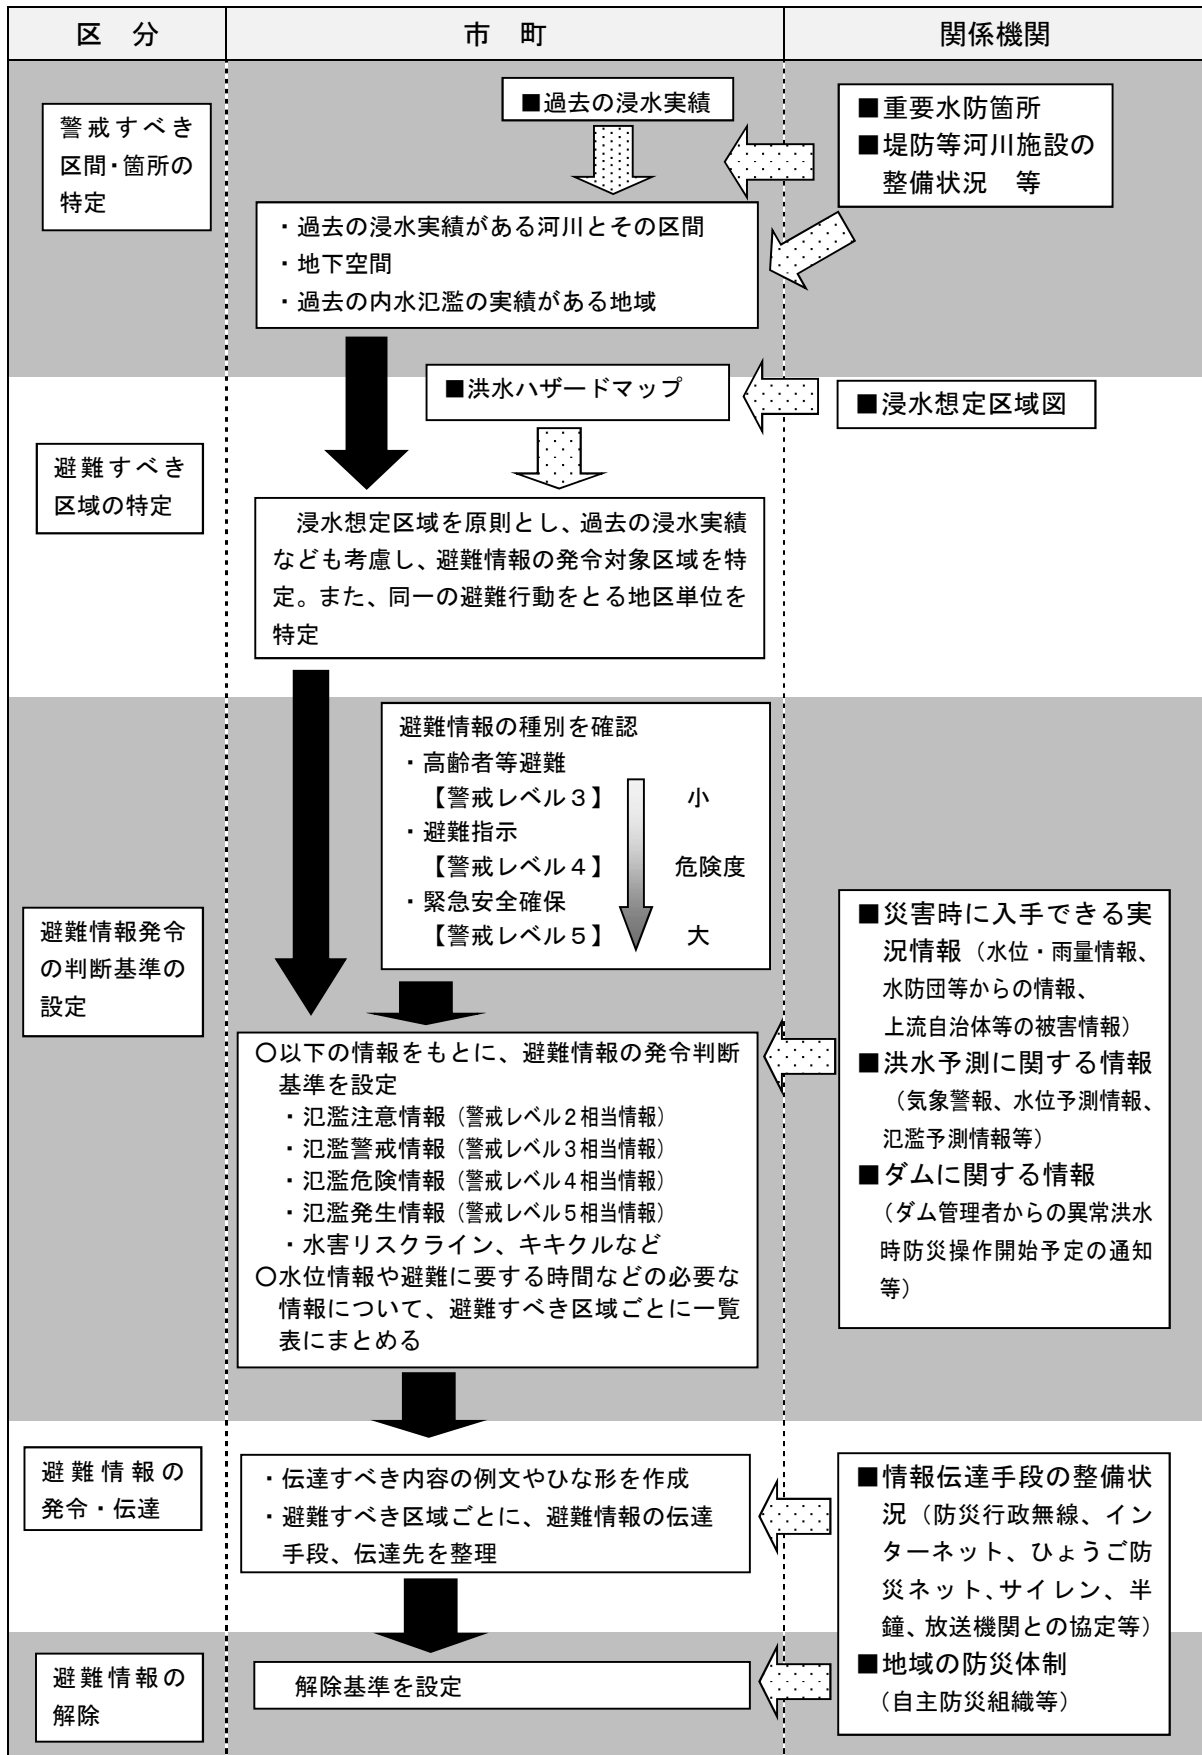 区　分
市　町
関係機関
警戒すべき
区間・箇所の
特定
■過去の浸水実績
■重要水防箇所
■堤防等河川施設の
整備状況　等
・過去の浸水実績がある河川とその区間
・地下空間
・過去の内水氾濫の実績がある地域
避難すべき
区域の特定
■洪水ハザードマップ
■浸水想定区域図
浸水想定区域を原則とし、過去の浸水実績
なども考慮し、避難情報の発令対象区域を特
定。また、同一の避難行動をとる地区単位を
特定
避難情報発令
の判断基準の
設定
避難情報の種別を確認
・高齢者等避難
【警戒レベル３】　小
・避難指示
【警戒レベル４】　危険度
・緊急安全確保
【警戒レベル５】　大
○以下の情報をもとに、避難情報の発令判断
基準を設定
・氾濫注意情報（警戒レベル2相当情報）
・氾濫警戒情報（警戒レベル3相当情報）
・氾濫危険情報（警戒レベル4相当情報）
・氾濫発生情報（警戒レベル5相当情報）
・水害リスクライン、キキクルなど
○水位情報や避難に要する時間などの必要な
情報について、避難すべき区域ごとに一覧
表にまとめる
■災害時に入手できる実
況情報（水位・雨量情報、
水防団等からの情報、
上流自治体等の被害情報）
■洪水予測に関する情報
（気象警報、水位予測情報、
氾濫予測情報等）
■ダムに関する情報
（ダム管理者からの異常洪水
時防災操作開始予定の通知
等）
避難情報の
発令・伝達
・伝達すべき内容の例文やひな形を作成
・避難すべき区域ごとに、避難情報の伝達
手段、伝達先を整理
■情報伝達手段の整備状
況（防災行政無線、イン
ターネット、ひょうご防
災ネット、サイレン、半
鐘、放送機関との協定等）
■地域の防災体制
（自主防災組織等）
避難情報の
解除
解除基準を設定